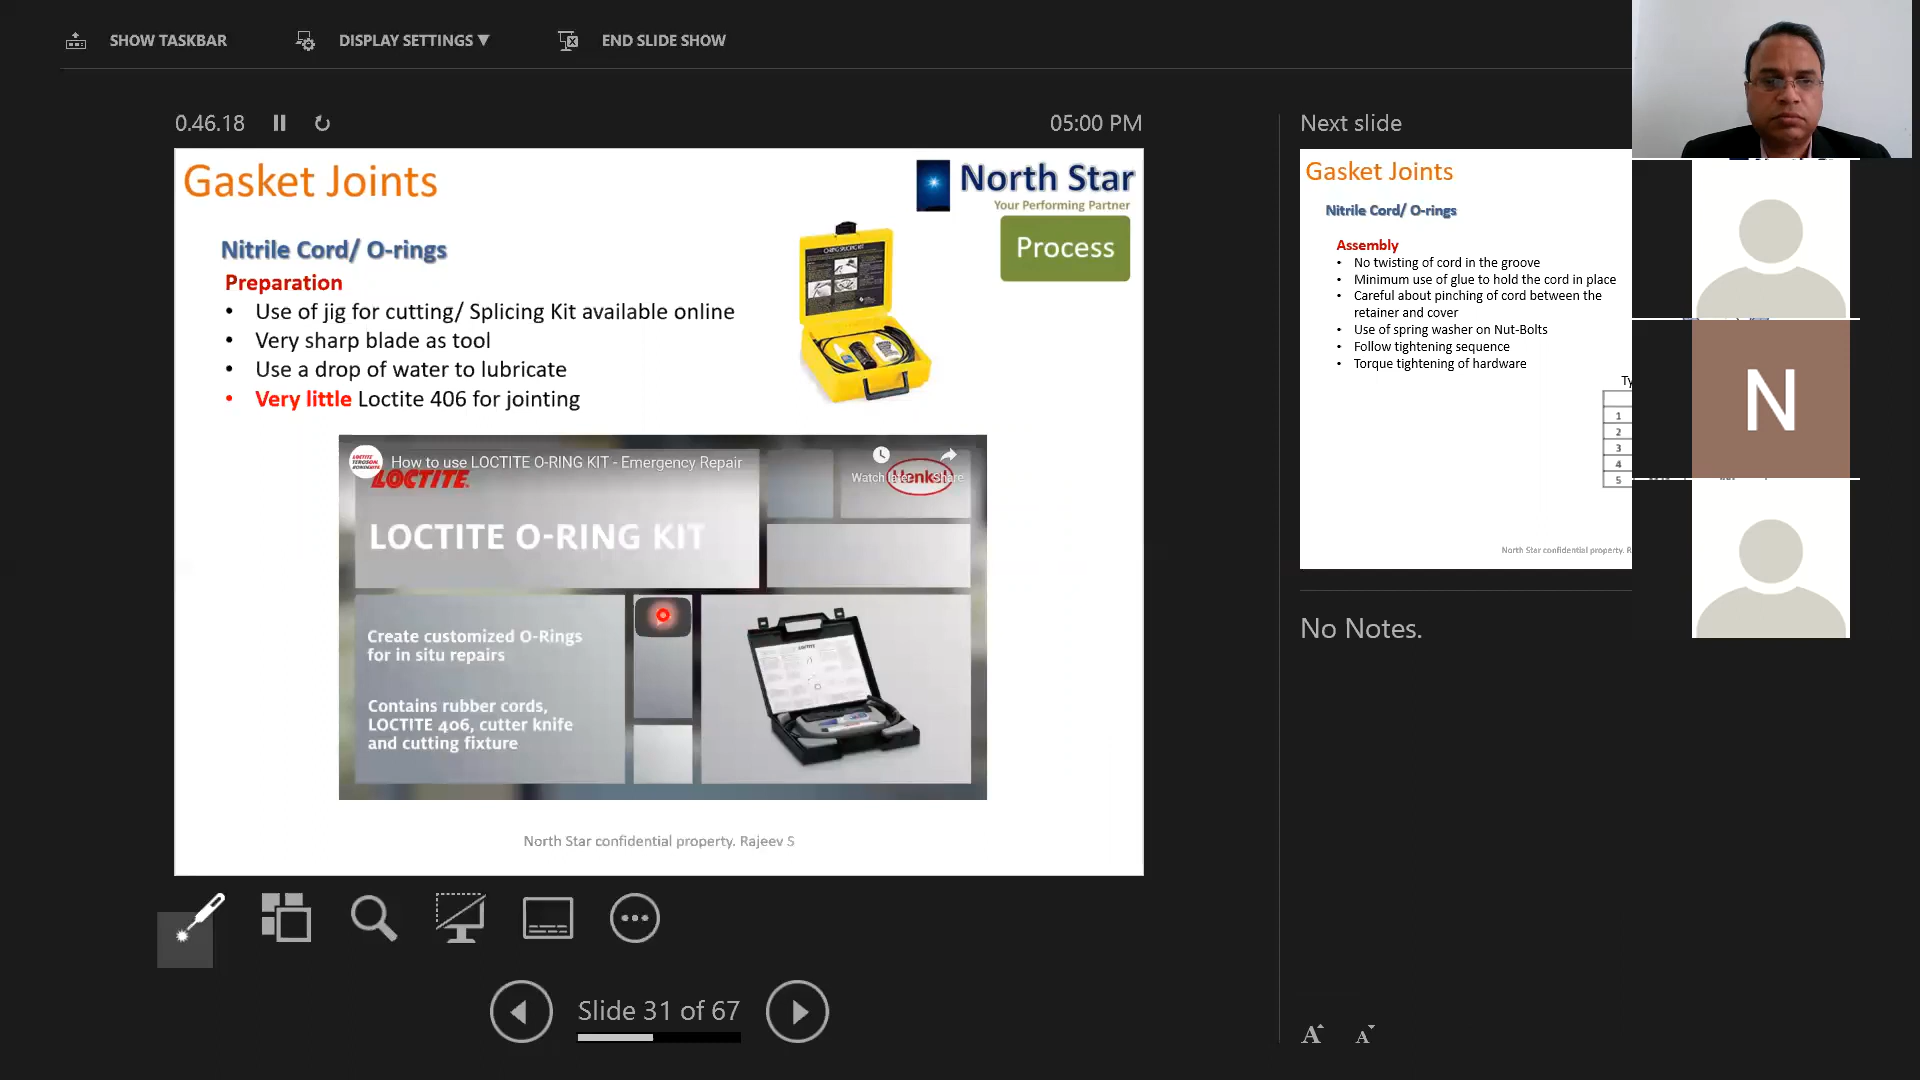 SHOW TASKBAR
DISPLAY SETTINGS ▼
END SLIDE SHOW
0.46.18
05:00 PM
Gasket Joints
North Star
Your Performing Partner
Process
Nitrile Cord/ O-rings
Preparation
• Use of jig for cutting/ Splicing Kit available online
• Very sharp blade as tool
• Use a drop of water to lubricate
• Very little Loctite 406 for jointing
O-RING SPLICING KIT
How to use LOCTITE O-RING KIT - Emergency Repair
Watch later
Share
LOCTITE
Henkel
LOCTITE O-RING KIT
Create customized O-Rings
for in situ repairs
Contains rubber cords,
LOCTITE 406, cutter knife
and cutting fixture
North Star confidential property. Rajeev S
Slide 31 of 67
Next slide
Gasket Joints
Nitrile Cord/ O-rings
Assembly
• No twisting of cord in the groove
• Minimum use of glue to hold the cord in place
• Careful about pinching of cord between the
retainer and cover
• Use of spring washer on Nut-Bolts
• Follow tightening sequence
• Torque tightening of hardware
1
2
3
4
5
North Star confidential property.
No Notes.
A A
N